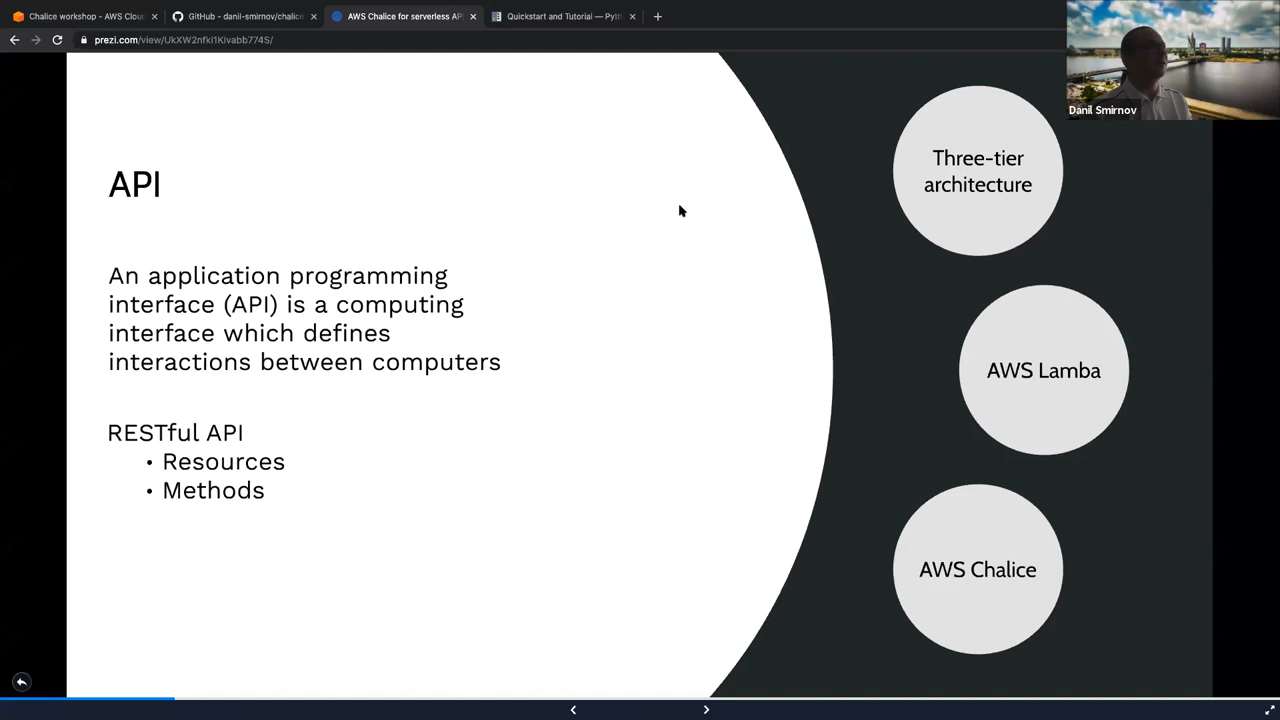 Chalice workshop - AWS Clou
GitHub - danil-smirnov/chalice
AWS Chalice for serverless API
Quickstart and Tutorial — Pyth
prezi.com/view/UkXW2nfki1KIvabb774S/
Danil Smirnov
API
An application programming
interface (API) is a computing
interface which defines
interactions between computers
RESTful API
• Resources
• Methods
Three-tier
architecture
AWS Lamba
AWS Chalice